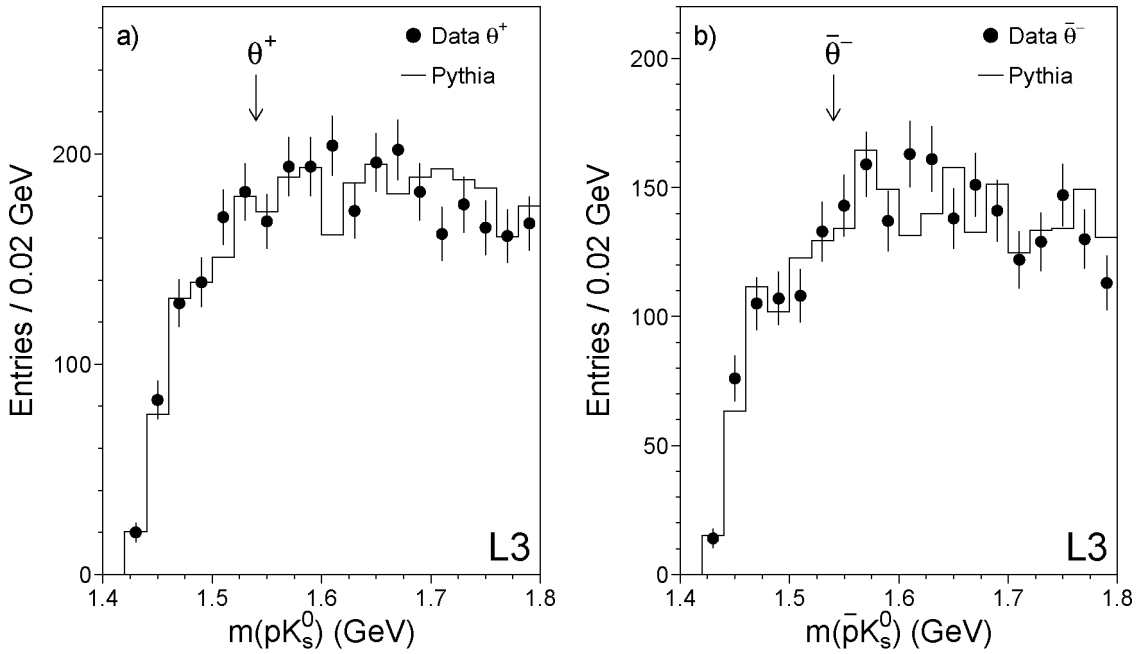 a)
θ⁺
Data θ⁺
Pythia
Entries / 0.02 GeV
200
100
0
1.4
1.5
1.6
1.7
1.8
L3
m(pK⁰ₛ) (GeV)
b)
θ̄⁻
Data θ̄⁻
Pythia
Entries / 0.02 GeV
200
150
100
50
0
1.4
1.5
1.6
1.7
1.8
L3
m(p̄K⁰ₛ) (GeV)